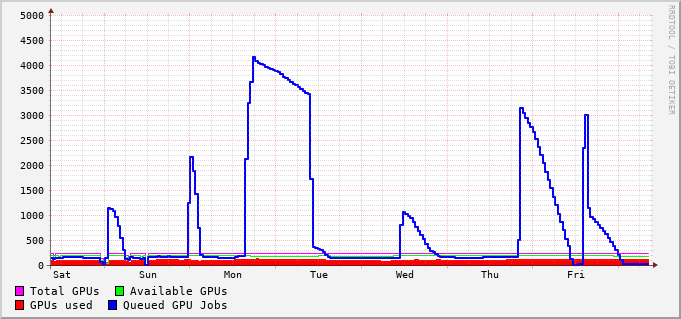 5000
4500
4000
3500
3000
2500
2000
1500
1000
500
0
Sat Sun Mon Tue Wed Thu Fri
Total GPUs Available GPUs
GPUs used Queued GPU Jobs
RRDTOOL / TOBI OETIKER